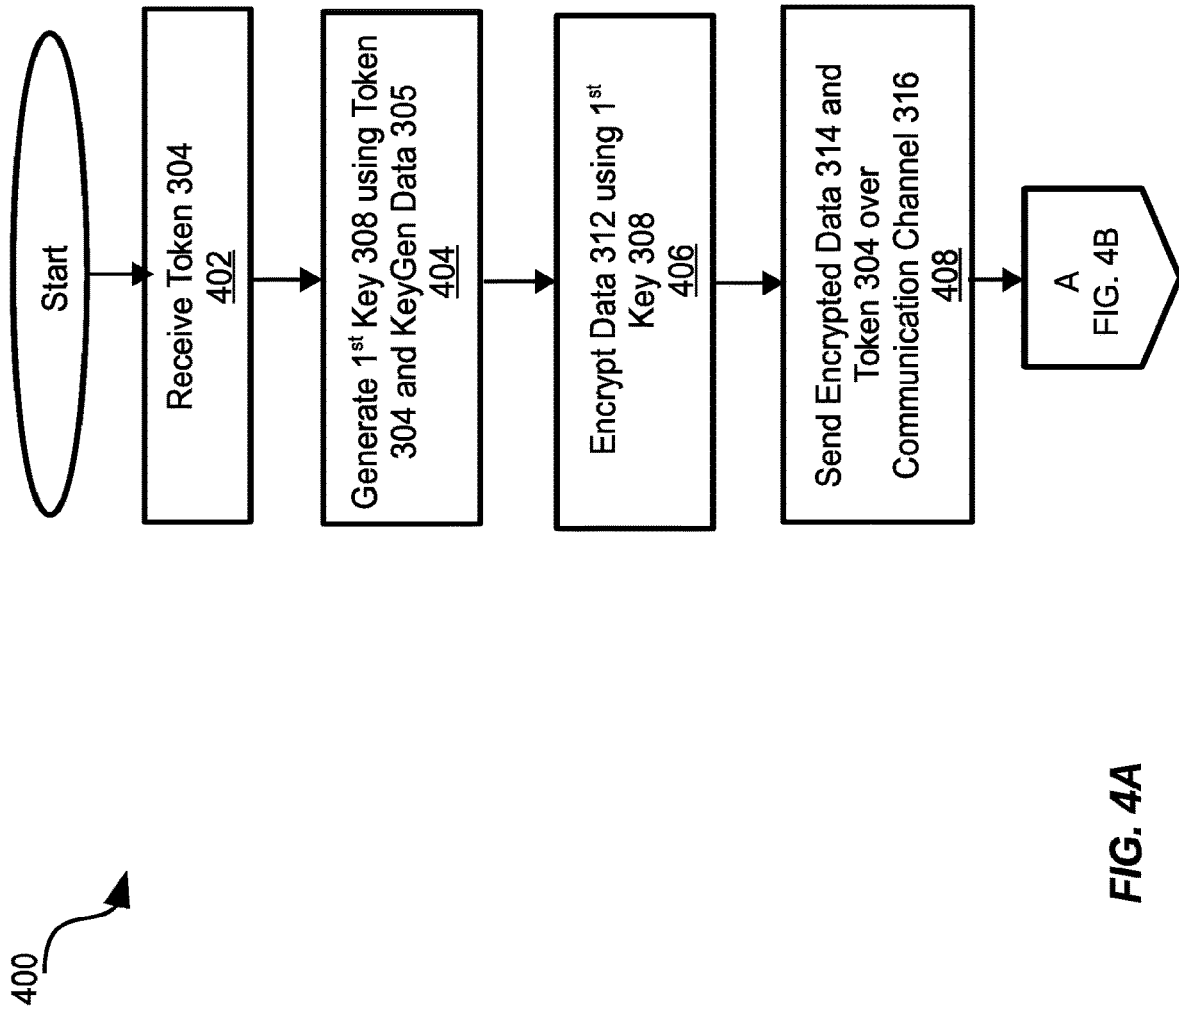 400
Start
Receive Token 304
402
Generate 1st Key 308 using Token
304 and KeyGen Data 305
404
Encrypt Data 312 using 1st
Key 308
406
Send Encrypted Data 314 and
Token 304 over
Communication Channel 316
408
A
FIG. 4B
FIG. 4A